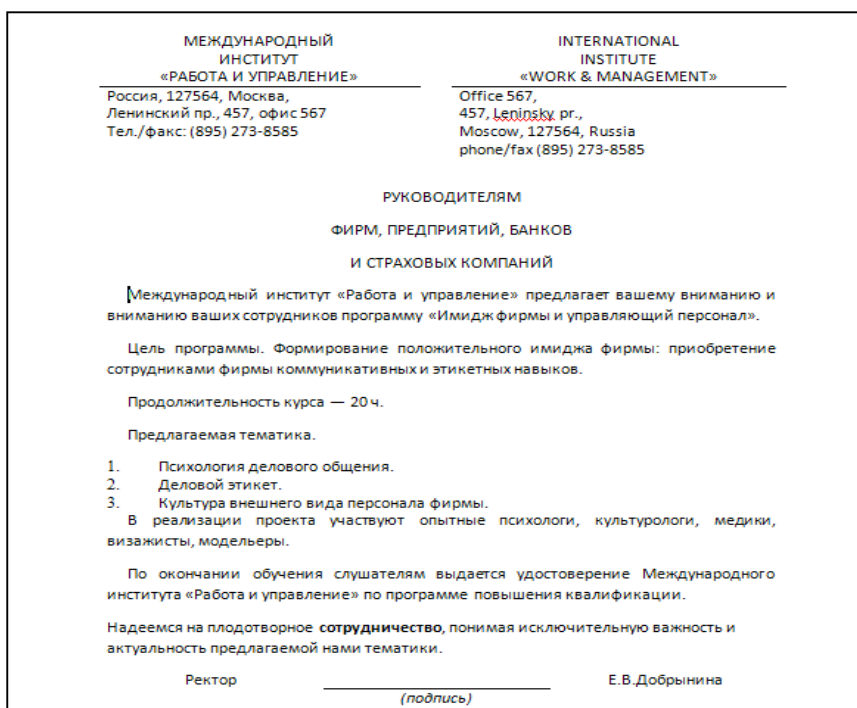 МЕЖДУНАРОДНЫЙ
ИНСТИТУТ
«РАБОТА И УПРАВЛЕНИЕ»
Россия, 127564, Москва,
Ленинский пр., 457, офис 567
Тел./факс: (895) 273-8585
INTERNATIONAL
INSTITUTE
«WORK & MANAGEMENT»
Office 567,
457, Leninsky pr.,
Moscow, 127564, Russia
phone/fax (895) 273-8585
РУКОВОДИТЕЛЯМ
ФИРМ, ПРЕДПРИЯТИЙ, БАНКОВ
И СТРАХОВЫХ КОМПАНИЙ
Международный институт «Работа и управление» предлагает вашему вниманию и
вниманию ваших сотрудников программу «Имидж фирмы и управляющий персонал».
Цель программы. Формирование положительного имиджа фирмы: приобретение
сотрудниками фирмы коммуникативных и этикетных навыков.
Продолжительность курса — 20 ч.
Предлагаемая тематика.
1. Психология делового общения.
2. Деловой этикет.
3. Культура внешнего вида персонала фирмы.
В реализации проекта участвуют опытные психологи, культурологи, медики,
визажисты, модельеры.
По окончании обучения слушателям выдается удостоверение Международного
института «Работа и управление» по программе повышения квалификации.
Надеемся на плодотворное сотрудничество, понимая исключительную важность и
актуальность предлагаемой нами тематики.
Ректор Е.В.Добрынина
(подпись)